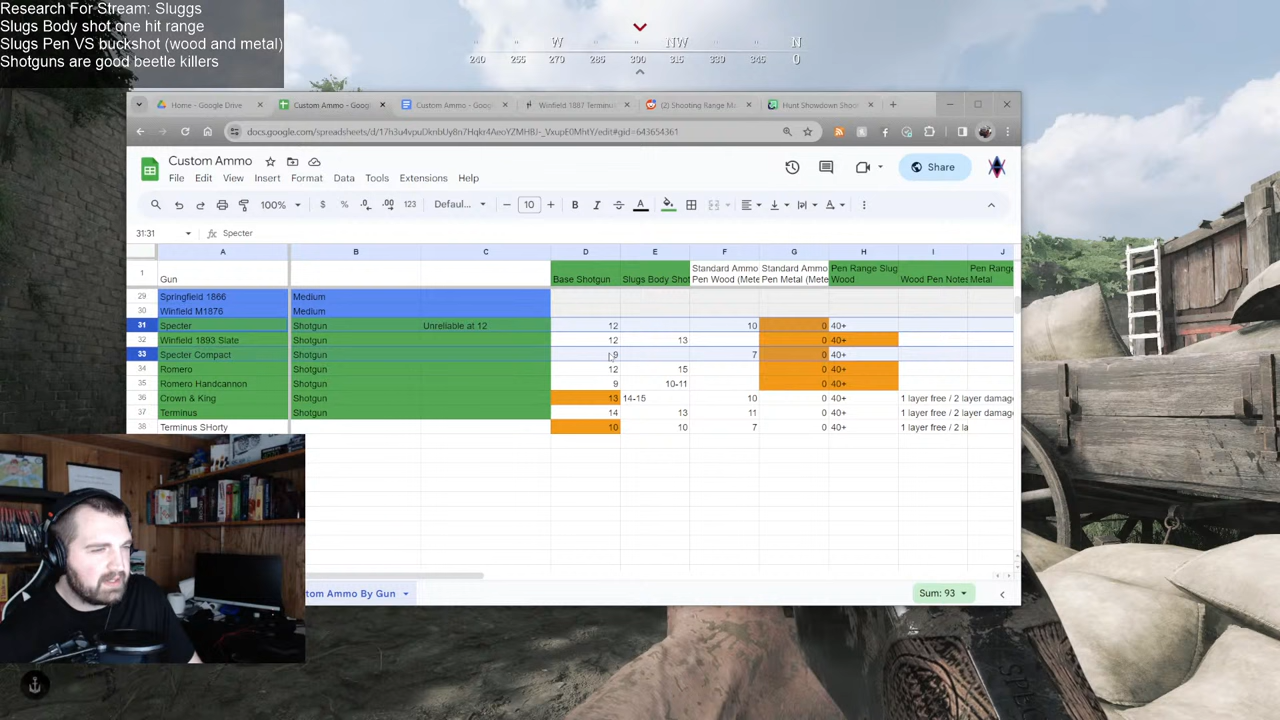 Research For Stream: Sluggs
Slugs Body shot one hit range
Slugs Pen VS buckshot (wood and metal)
Shotguns are good beetle killers
W NW N
240 255 270 285 300 315 330 345 0
Home - Google Drive
Custom Ammo - Goog
Custom Ammo - Googl
Winfield 1887 Terminu
(2) Shooting Range Ma
Hunt Showdown Shoo
docs.google.com/spreadsheets/d/
Custom Ammo
Share
File Edit View Insert Format Data Tools Extensions Help
100% $ % .0 .00 123 Defaul... 10 B I A
31:31 fx Specter
A B C D E F G H I J
1 Gun Base Shotgun Slugs Body Shot Standard Ammo Pen Wood (Mete Standard Ammo Pen Metal (Mete Pen Range Slug Wood Wood Pen Notes Pen Range Metal
29 Springfield 1866 Medium
30 Winfield M1876 Medium
31 Specter Shotgun Unreliable at 12 12 10 0 40+
32 Winfield 1893 Slate Shotgun 12 13 0 40+
33 Specter Compact Shotgun 9 7 0 40+
34 Romero Shotgun 12 15 0 40+
35 Romero Handcannon Shotgun 9 10-11 0 40+
36 Crown & King Shotgun 13 14-15 10 0 40+ 1 layer free / 2 layer damag
37 Terminus Shotgun 14 13 11 0 40+ 1 layer free / 2 layer damag
38 Terminus SHorty 10 10 7 0 40+ 1 layer free / 2 la
tom Ammo By Gun
Sum: 93